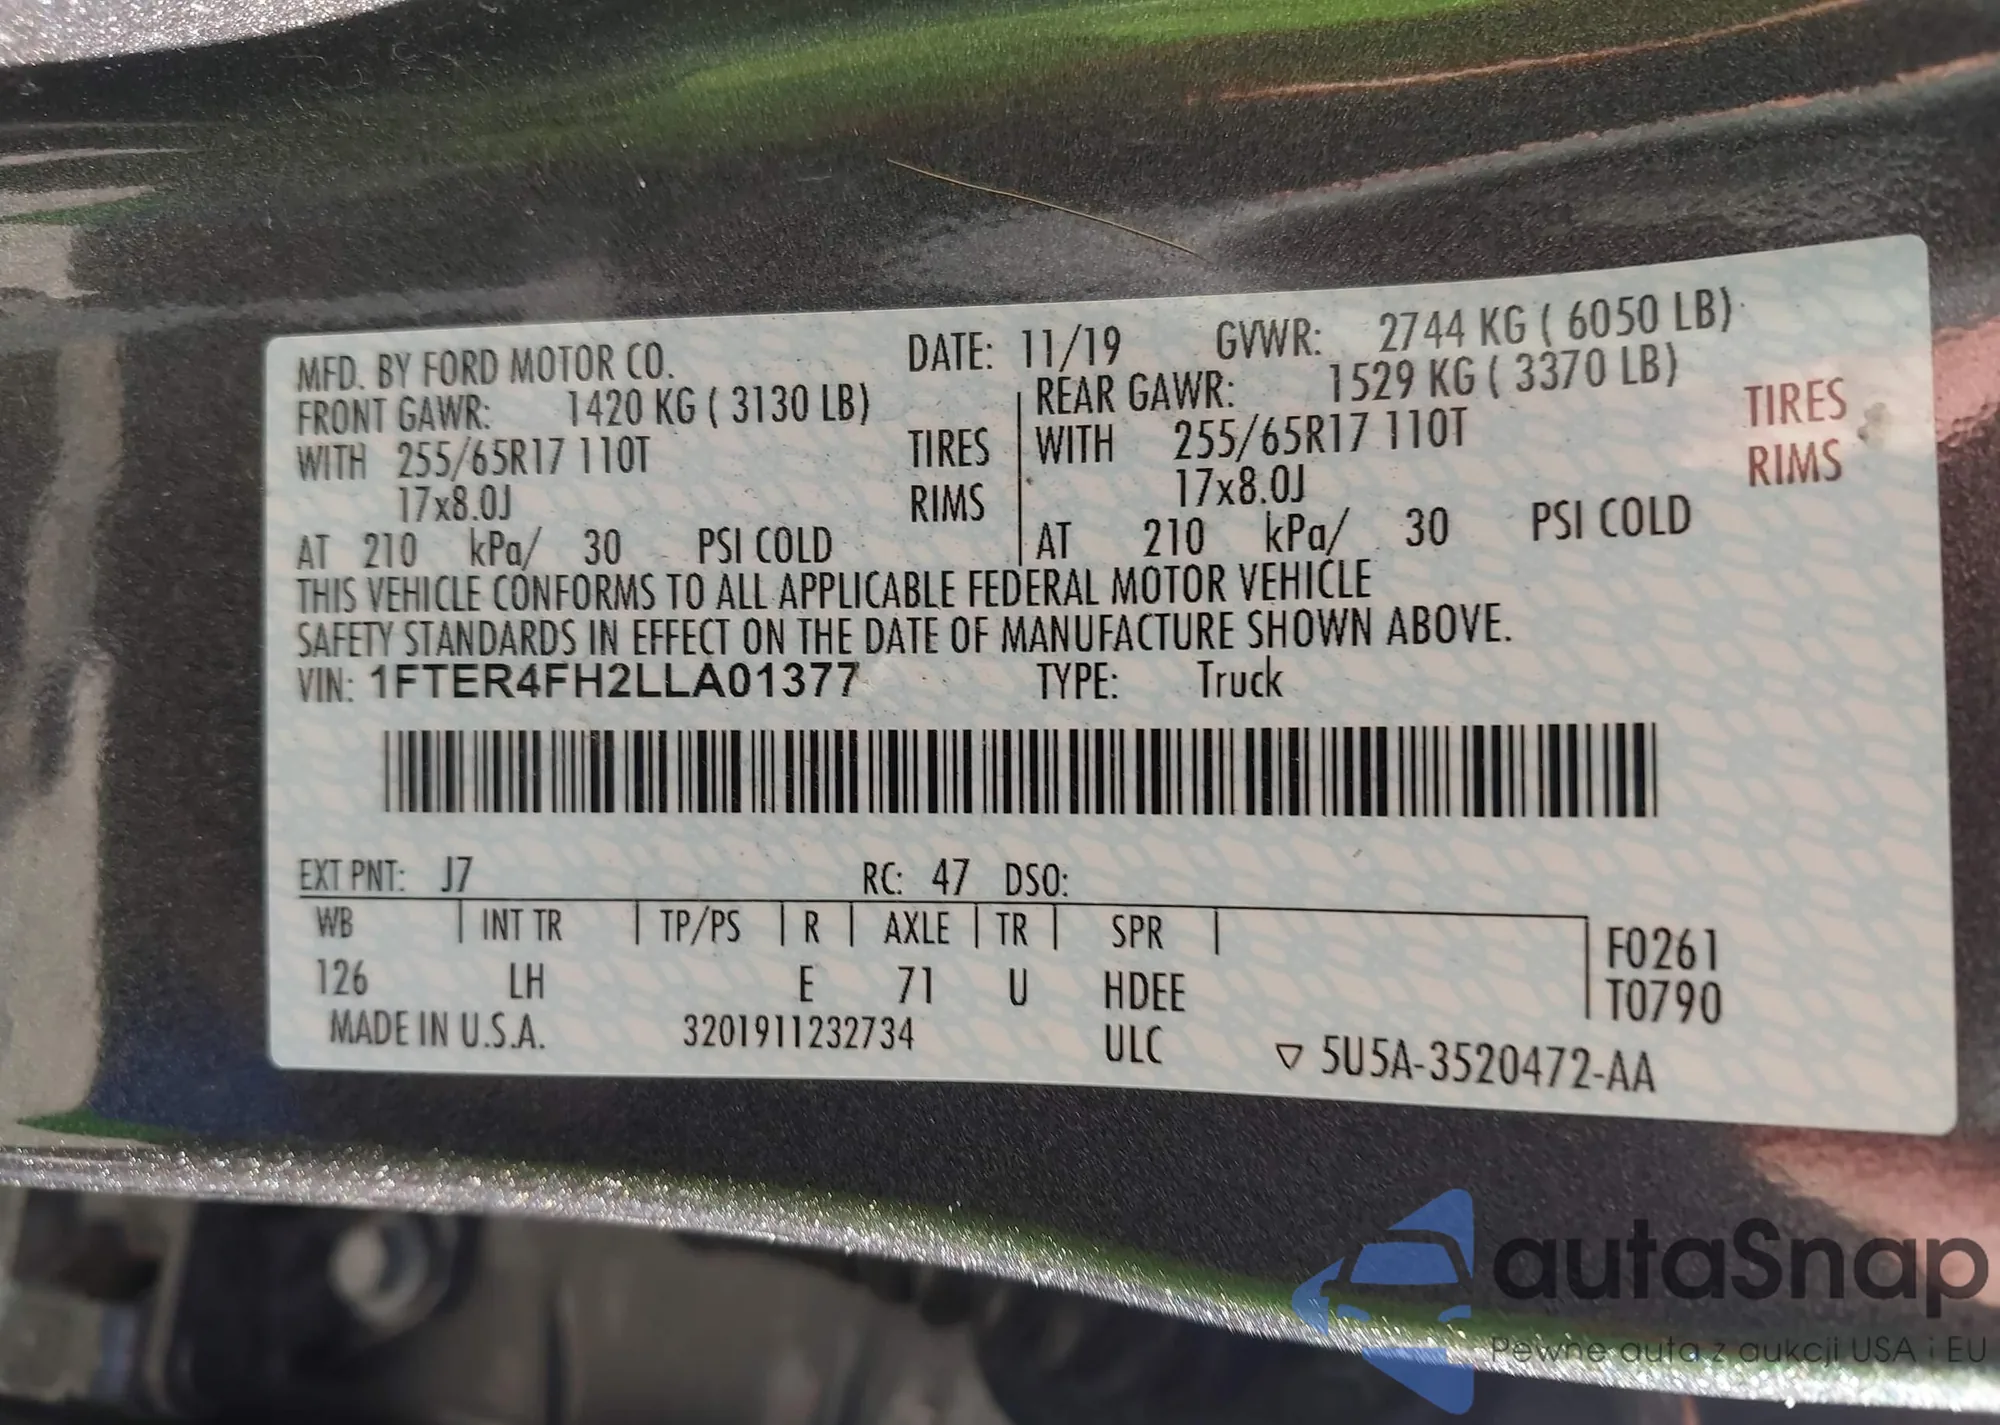 MFD. BY FORD MOTOR CO. DATE: 11/19 GVWR: 2744 KG ( 6050 LB)
FRONT GAWR: 1420 KG ( 3130 LB) REAR GAWR: 1529 KG ( 3370 LB)
WITH 255/65R17 110T TIRES WITH 255/65R17 110T TIRES
17x8.0J RIMS 17x8.0J RIMS
AT 210 kPa/ 30 PSI COLD AT 210 kPa/ 30 PSI COLD
THIS VEHICLE CONFORMS TO ALL APPLICABLE FEDERAL MOTOR VEHICLE
SAFETY STANDARDS IN EFFECT ON THE DATE OF MANUFACTURE SHOWN ABOVE.
VIN: 1FTER4FH2LLA01377 TYPE: Truck
EXT PNT: J7 RC: 47 DSO:
WB INT TR TP/PS R AXLE TR SPR F0261
126 LH E 71 U HDEE T0790
MADE IN U.S.A. 3201911232734 ULC ▽ 5U5A-3520472-AA
autaSnap
Pewne auta z aukcji USA i EU